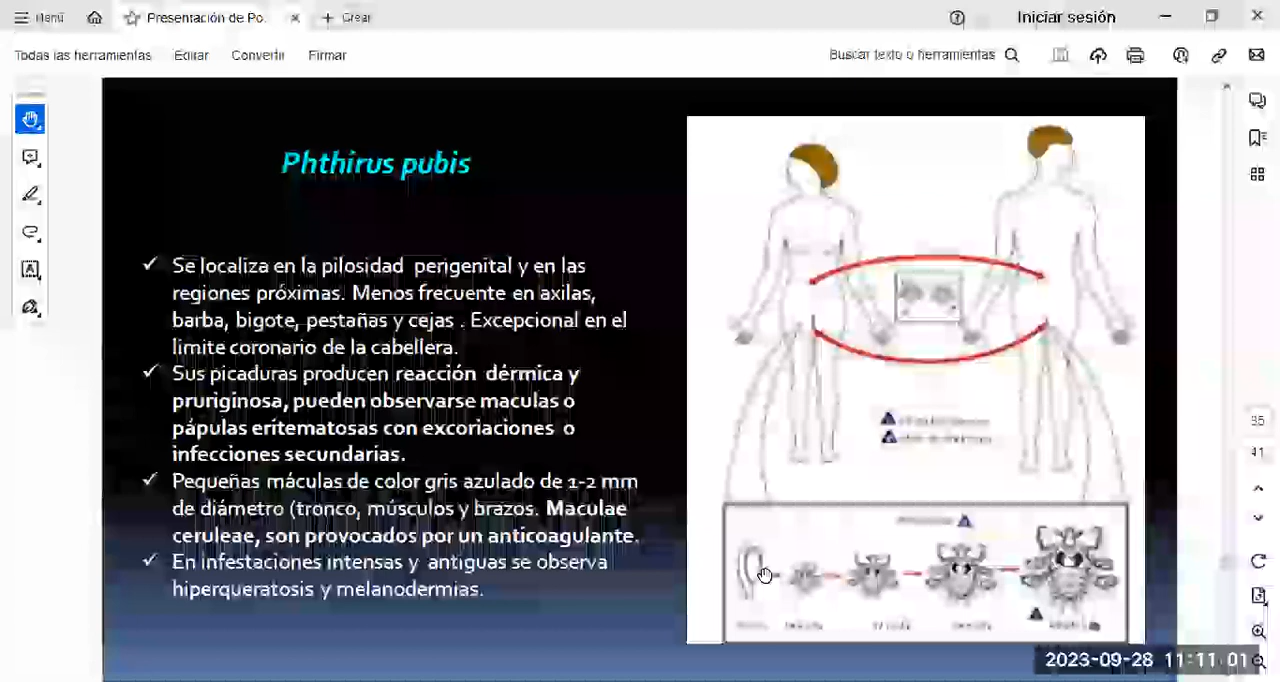 Menú
Presentación de Po.
Crear
Iniciar sesión
Todas las herramientas
Editar
Convertir
Firmar
Buscar texto o herramientas
Phthirus pubis
Se localiza en la pilosidad perigenital y en las
regiones próximas. Menos frecuente en axilas,
barba, bigote, pestañas y cejas . Excepcional en el
limite coronario de la cabellera.
Sus picaduras producen reacción dérmica y
pruriginosa, pueden observarse maculas o
pápulas eritematosas con excoriaciones o
infecciones secundarias.
Pequeñas máculas de color gris azulado de 1-2 mm
de diámetro (tronco, músculos y brazos. Maculae
ceruleae, son provocados por un anticoagulante.
En infestaciones intensas y antiguas se observa
hiperqueratosis y melanodermias.
35
41
2023-09-28 11:11:01